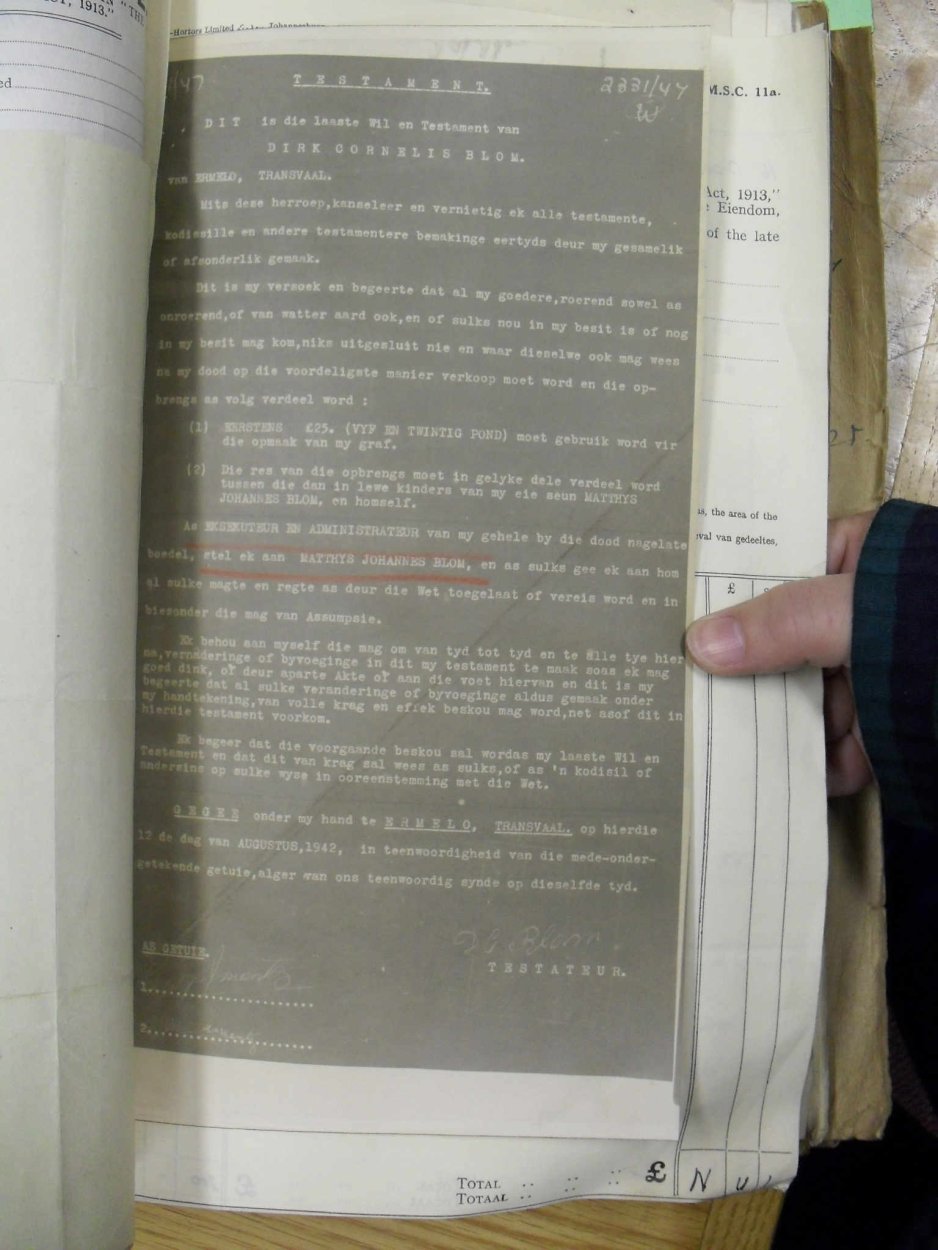 ST, 1913."
-Hortors Limited
2331/47
T E S T A M E N T.
D I T is die laaste Wil en Testament van
D I R K C O R N E L I S B L O M.
van ERMELO, TRANSVAAL.
Mits dese herroep,kanseleer en vernietig ek alle testamente,
kodissille en andere testamentere bemakinge eertyds deur my gesamelik
of afsonderlik gemaak.
Dit is my versoek en begeerte dat al my goedere,roerend sowel as
onroerend,of van watter aard ook,en of sulks nou in my besit is of nog
in my besit mag kom,niks uitgesluit nie en waar dieselwe ook mag wees
na my dood op die voordeligste manier verkoop moet word en die op-
brengs as volg verdeel word :
(1) EERSTENS £25. (VYF EN TWINTIG POND) moet gebruik word vir
die opmaak van my graf.
(2) Die res van die opbrengs moet in gelyke dele verdeel word
tussen die dan in lewe kinders van my eie seun MATTHYS
JOHANNES BLOM, en homself.
As EKSEKUTEUR EN ADMINISTRATEUR van my gehele by die dood nagelate
boedel, stel ek aan MATTHYS JOHANNES BLOM, en as sulks gee ek aan hom
al sulke magte en regte as deur die Wet toegelaat of vereis word en in
biesonder die mag van Assumpsie.
Ek behou aan myself die mag om van tyd tot tyd en te alle tye hier
na,veranderinge of byvoeginge in dit my testament te maak soas ek mag
goed dink, of deur aparte Akte of aan die voet hiervan en dit is my
begeerte dat al sulke veranderinge of byvoeginge aldus gemaak onder
my handtekening,van volle krag en effek beskou mag word,net asof dit in
hierdie testament voorkom.
Ek begeer dat die voorgaande beskou sal wordas my laaste Wil en
Testament en dat dit van krag sal wees as sulks,of as 'n kodisil of
andersins op sulke wyse in ooreenstemming met die Wet.
G E G E E onder my hand te E R M E L O, TRANSVAAL. op hierdie
12 de dag van AUGUSTUS,1942, in teenwoordigheid van die mede-onder-
getekende getuie,alger van ons teenwoordig synde op dieselfde tyd.
Blom
T E S T A T E U R.
AS GETUIE.
1.
2.
M.S.C. 11a.
Act, 1913,"
Eiendom,
of the late
the area of the
van gedeeltes,
£
TOTAL
TOTAAL
£